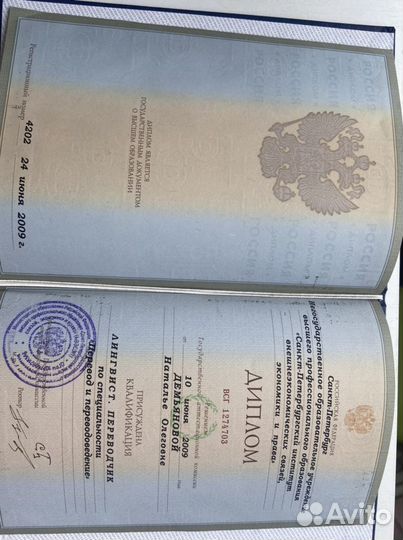 ДИПЛОМ ЯВЛЯЕТСЯ
ГОСУДАРСТВЕННЫМ ДОКУМЕНТОМ
О ВЫСШЕМ ОБРАЗОВАНИИ
Регистрационный номер 4202 24 июня 2009 г.
РОССИЙСКАЯ ФЕДЕРАЦИЯ
Санкт-Петербург
Негосударственное образовательное учреждение
высшего профессионального образования
«Санкт-Петербургский институт
внешнеэкономических связей,
экономики и права»
ДИПЛОМ
ВСГ
Решением
Государственной аттестационной комиссии
от 10 июня 2009
ДЕМЬЯНОВОЙ
Наталье Олеговне
ПРИСУЖДЕНА
КВАЛИФИКАЦИЯ
ЛИНГВИСТ, ПЕРЕВОДЧИК
по специальности
«Перевод и переводоведение»
Ректор
Avito